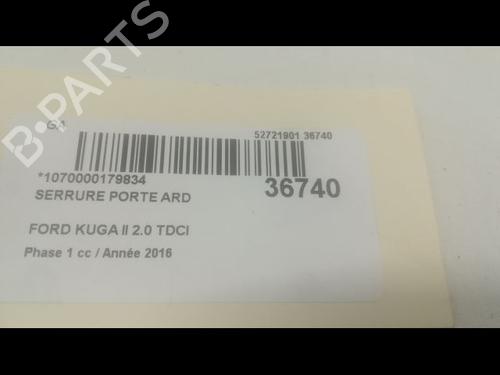 B-PARTS
GA
52721901 36740
*1070000179834
36740
SERRURE PORTE ARD
FORD KUGA II 2.0 TDCI
Phase 1 cc / Année 2016